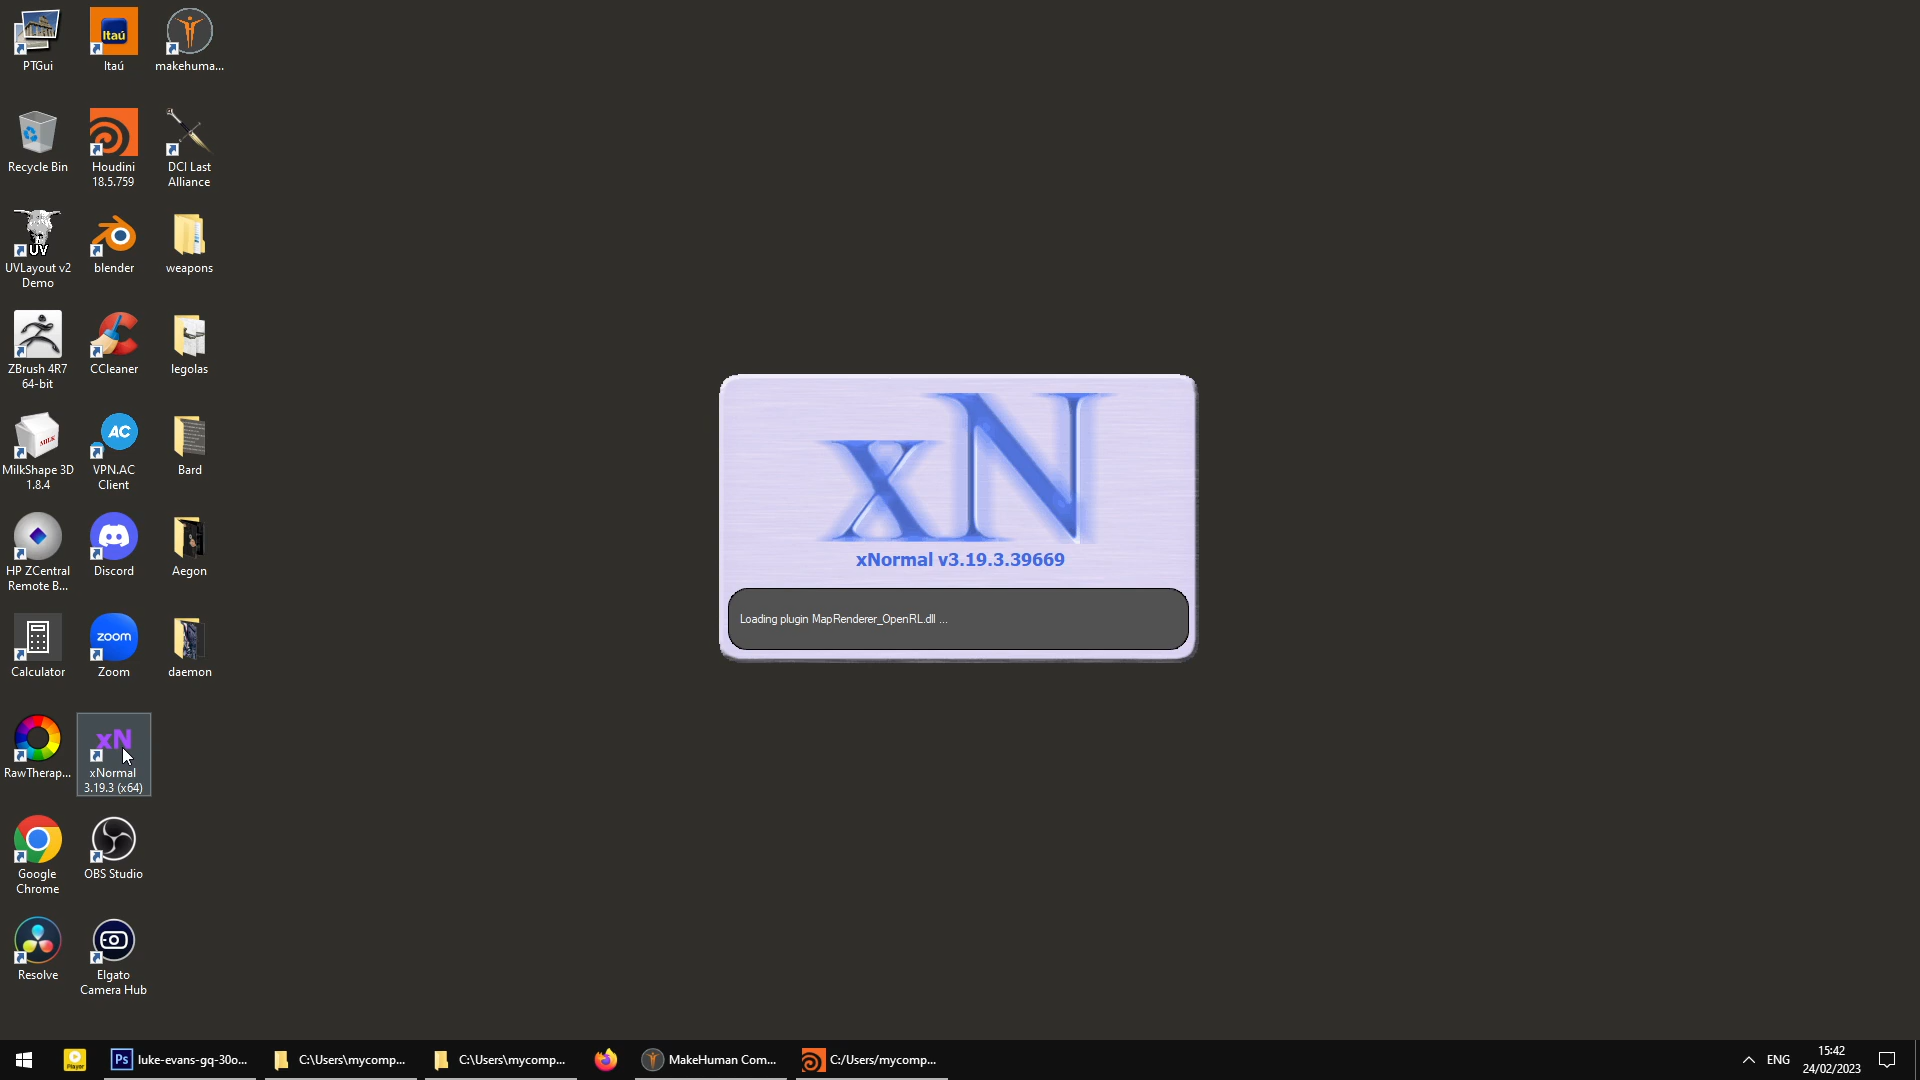 PTGui
Itaú
Itaú
makehuma...
Recycle Bin
Houdini
18.5.759
DCI Last
Alliance
UV
UVLayout v2
Demo
blender
weapons
ZBrush 4R7
64-bit
CCleaner
legolas
MILK
MilkShape 3D
1.8.4
AC
VPN.AC
Client
Bard
HP ZCentral
Remote B...
Discord
Aegon
Calculator
zoom
Zoom
daemon
RawTherap...
xN
xNormal
3.19.3 (x64)
Google
Chrome
OBS Studio
Resolve
Elgato
Camera Hub
xN
xNormal v3.19.3.39669
Loading plugin MapRenderer_OpenRL.dll ...
Player
Ps
luke-evans-gq-30o...
C:\Users\mycomp...
C:\Users\mycomp...
MakeHuman Com...
C:/Users/mycomp...
ENG
15:42
24/02/2023